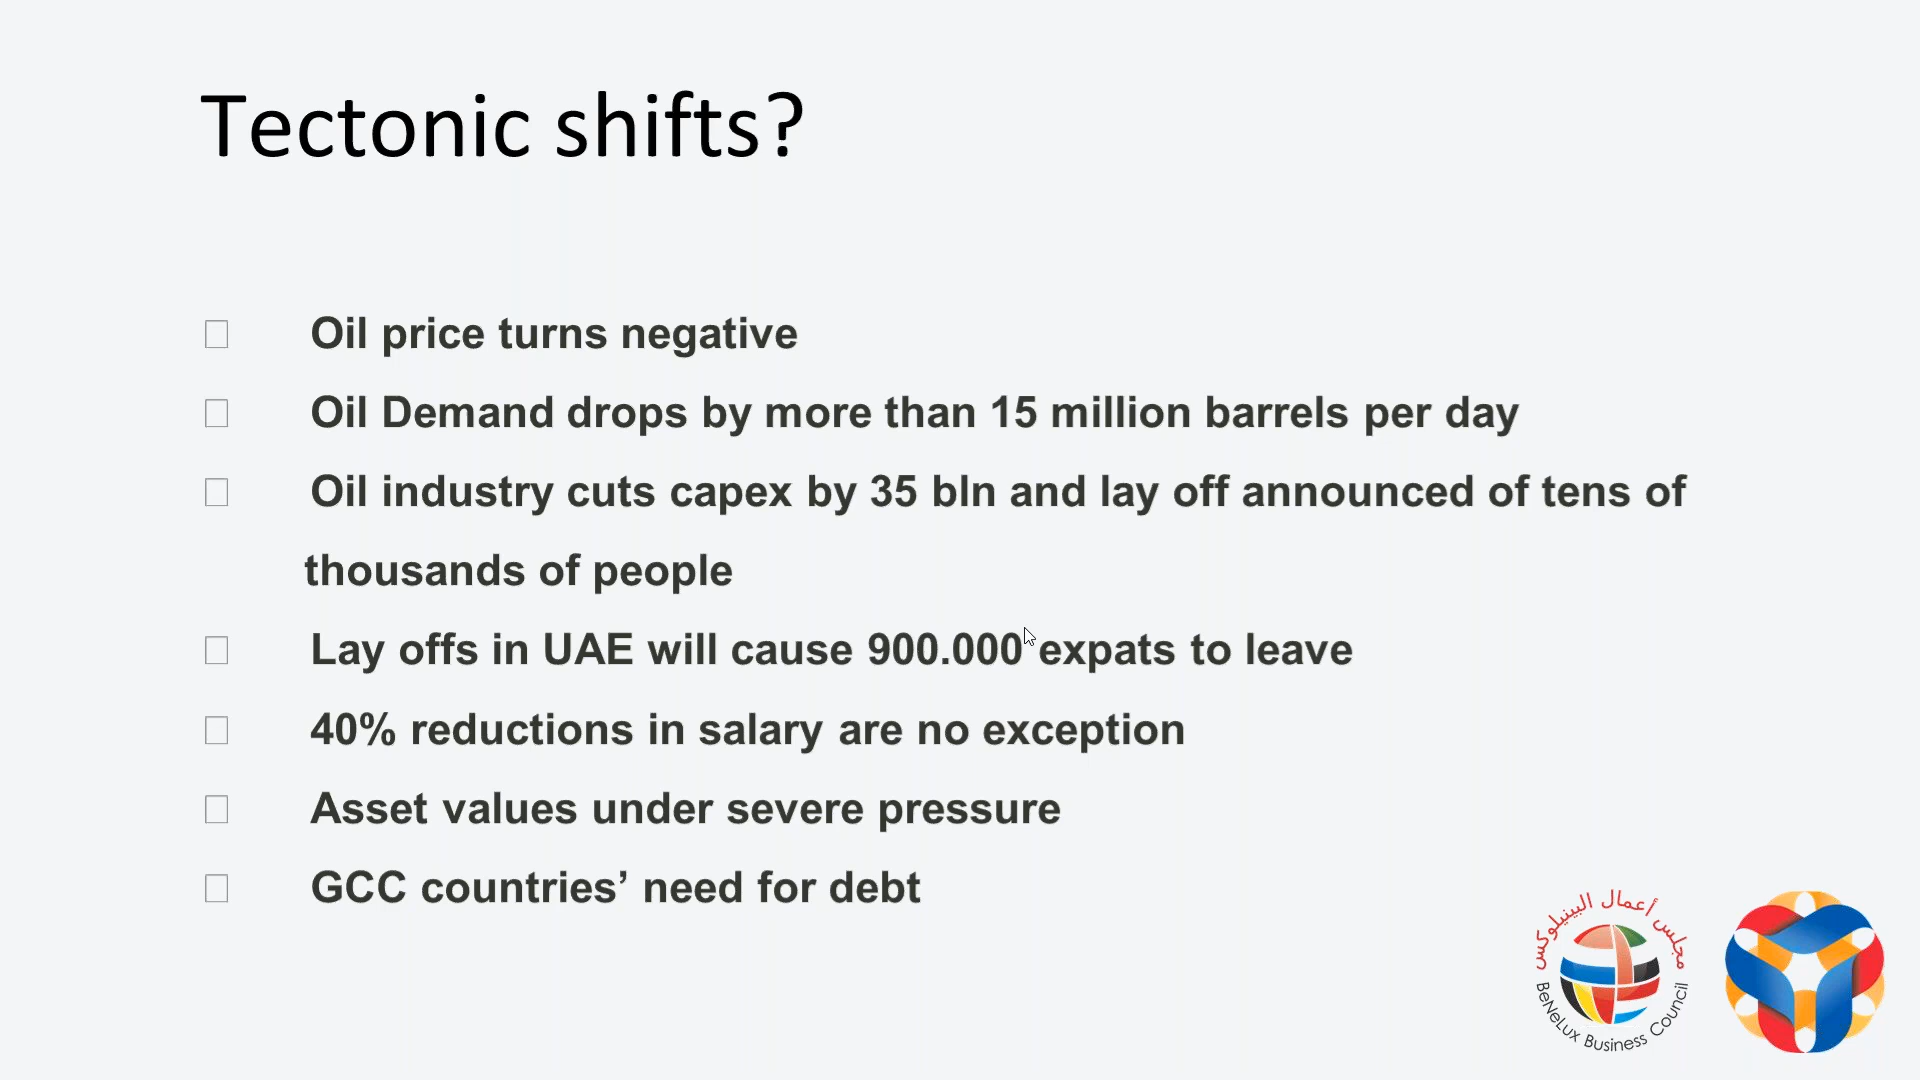 Tectonic shifts?
Oil price turns negative
Oil Demand drops by more than 15 million barrels per day
Oil industry cuts capex by 35 bln and lay off announced of tens of
thousands of people
Lay offs in UAE will cause 900.000 expats to leave
40% reductions in salary are no exception
Asset values under severe pressure
GCC countries’ need for debt
مجلس أعمال البينيلوكس
BeNeLux Business Council